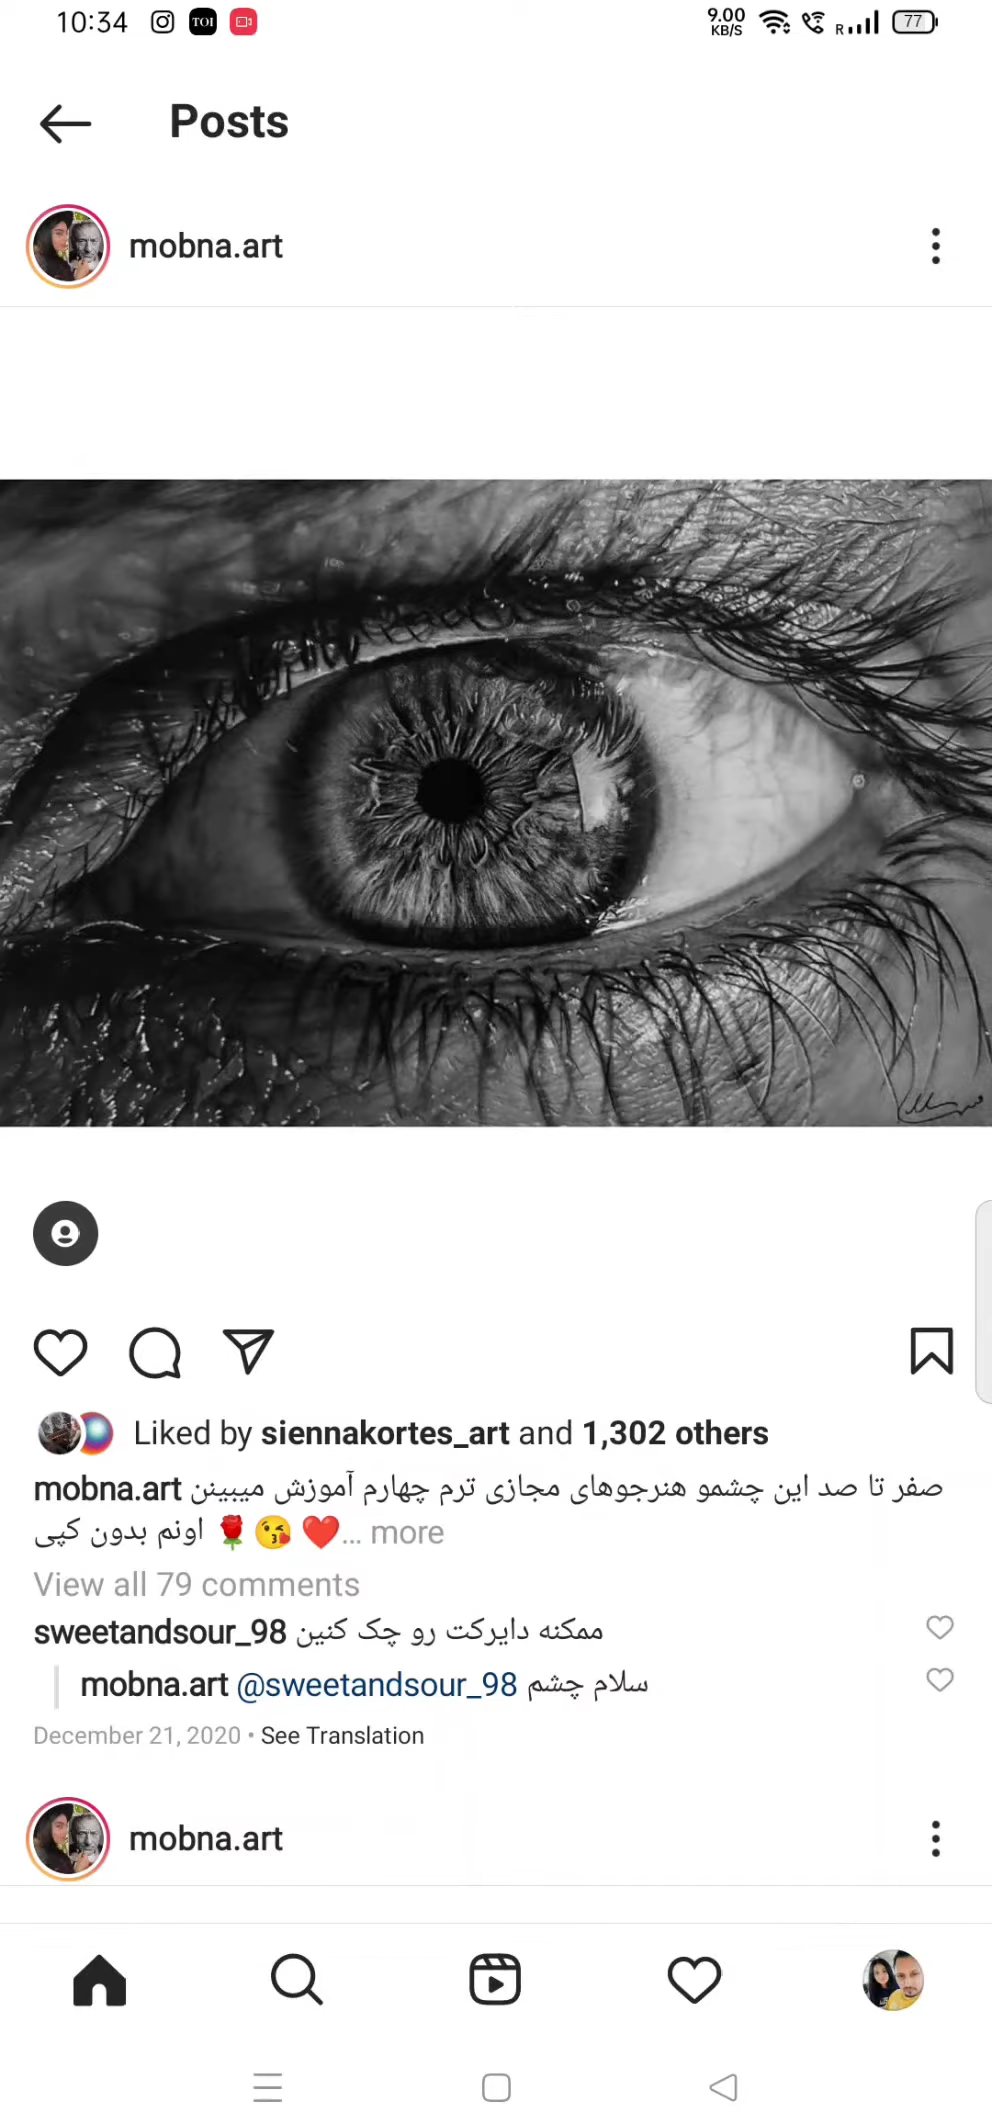 10:34 TOI 9.00 KB/S R 77
Posts
mobna.art
Liked by siennakortes_art and 1,302 others
mobna.art صفر تا صد این چشمو هنرجوهای مجازی ترم چهارم آموزش میبینن
اونم بدون کپی 🌹😘❤️... more
View all 79 comments
sweetandsour_98 ممکنه دایرکت رو چک کنین
mobna.art @sweetandsour_98 سلام چشم
December 21, 2020 • See Translation
mobna.art